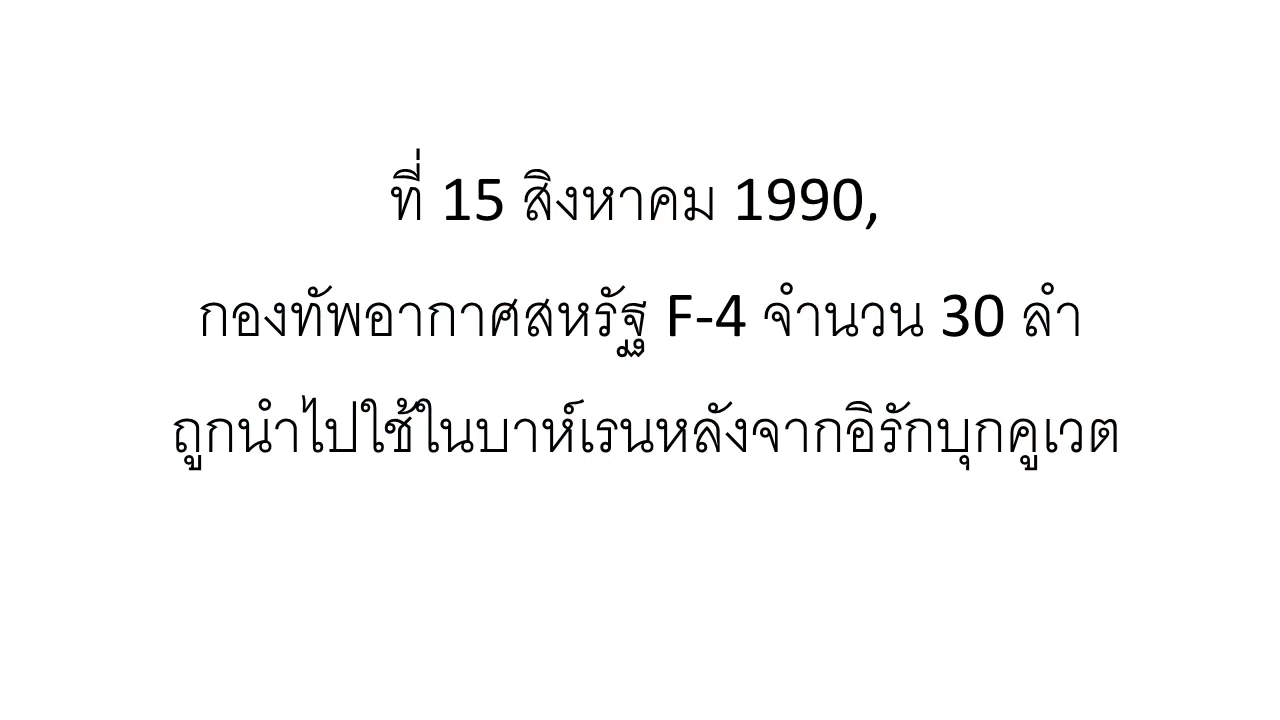 ที่ 15 สิงหาคม 1990,
กองทัพอากาศสหรัฐ F-4 จำนวน 30 ลำ
ถูกนำไปใช้ในบาห์เรนหลังจากอิรักบุกคูเวต